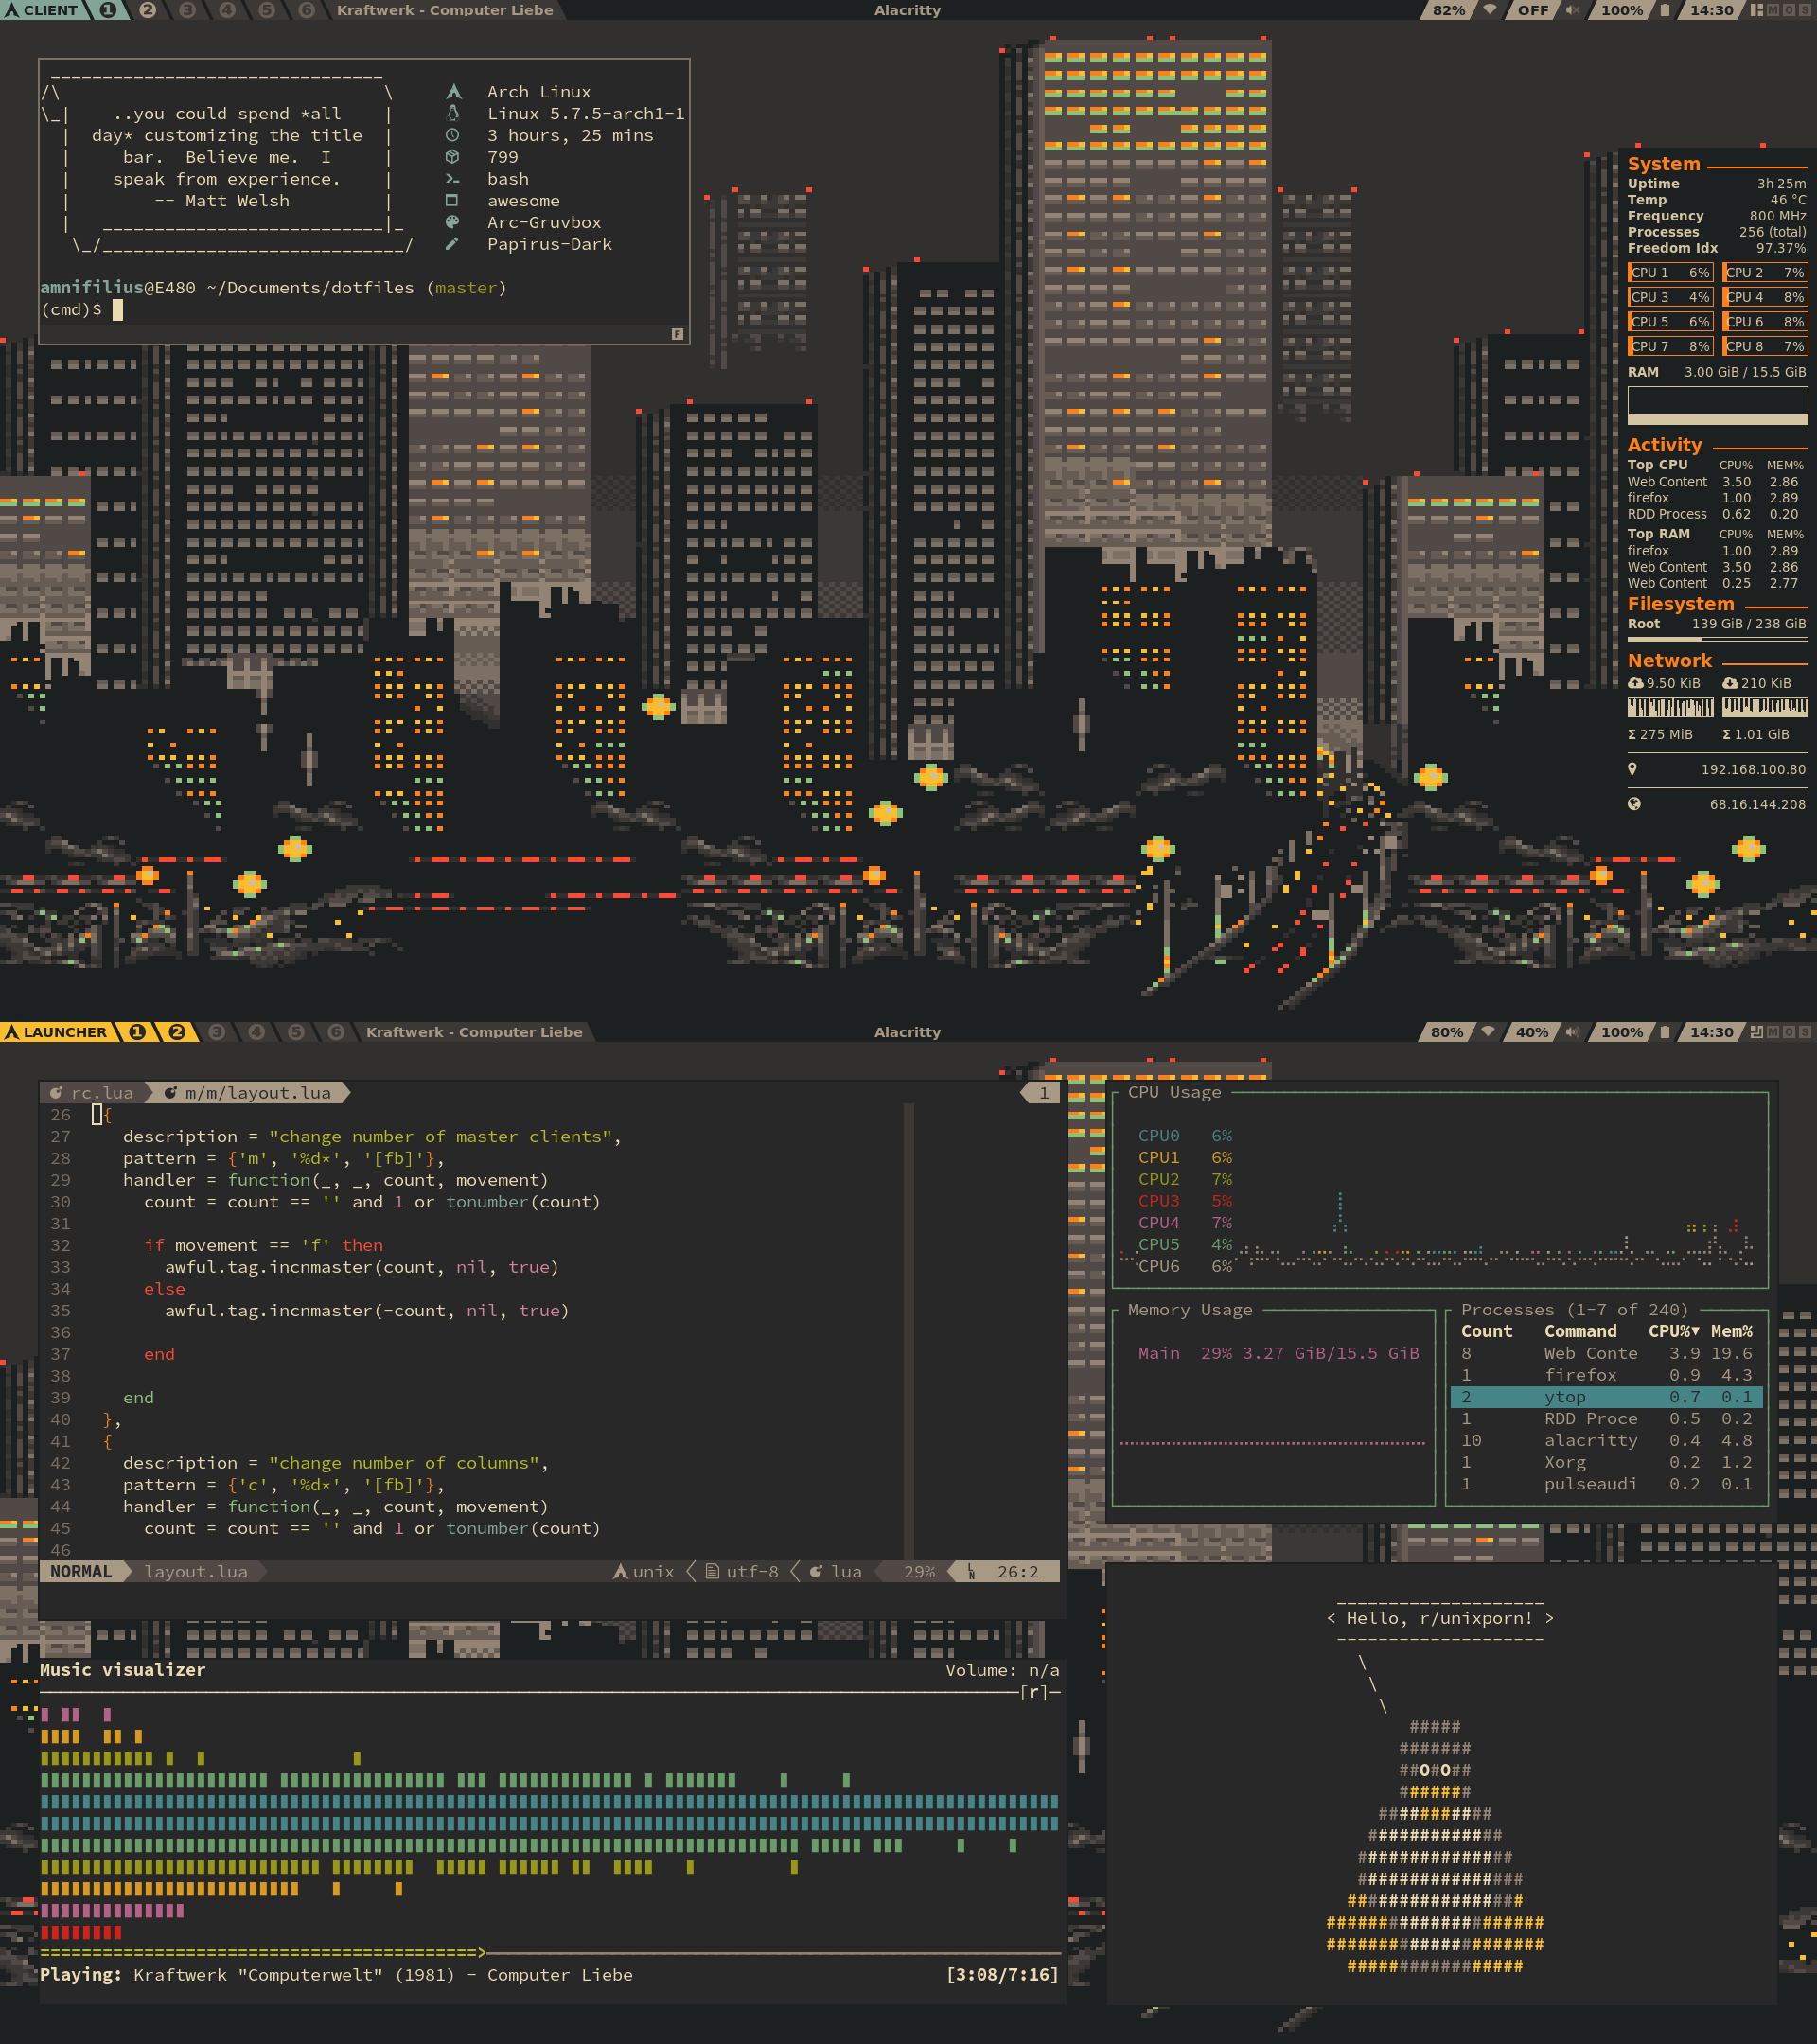 CLIENT 1 2 3 4 5 6 Kraftwerk - Computer Liebe Alacritty 82% OFF 100% 14:30 M O S
..you could spend *all
day* customizing the title
bar. Believe me. I
speak from experience.
-- Matt Welsh
Arch Linux
Linux 5.7.5-arch1-1
3 hours, 25 mins
799
bash
awesome
Arc-Gruvbox
Papirus-Dark
amnifilius@E480 ~/Documents/dotfiles (master)
(cmd)$
F
System
Uptime 3h 25m
Temp 46 °C
Frequency 800 MHz
Processes 256 (total)
Freedom Idx 97.37%
CPU 1 6% CPU 2 7%
CPU 3 4% CPU 4 8%
CPU 5 6% CPU 6 8%
CPU 7 8% CPU 8 7%
RAM 3.00 GiB / 15.5 GiB
Activity
Top CPU CPU% MEM%
Web Content 3.50 2.86
firefox 1.00 2.89
RDD Process 0.62 0.20
Top RAM CPU% MEM%
firefox 1.00 2.89
Web Content 3.50 2.86
Web Content 0.25 2.77
Filesystem
Root 139 GiB / 238 GiB
Network
9.50 KiB 210 KiB
Σ 275 MiB Σ 1.01 GiB
192.168.100.80
68.16.144.208
LAUNCHER 1 2 3 4 5 6 Kraftwerk - Computer Liebe Alacritty 80% 40% 100% 14:30 M O S
rc.lua m/m/layout.lua 1
26 {
27 description = "change number of master clients",
28 pattern = {'m', '%d*', '[fb]'},
29 handler = function(_, _, count, movement)
30 count = count == '' and 1 or tonumber(count)
31
32 if movement == 'f' then
33 awful.tag.incnmaster(count, nil, true)
34 else
35 awful.tag.incnmaster(-count, nil, true)
36
37 end
38
39 end
40 },
41 {
42 description = "change number of columns",
43 pattern = {'c', '%d*', '[fb]'},
44 handler = function(_, _, count, movement)
45 count = count == '' and 1 or tonumber(count)
46
NORMAL layout.lua unix utf-8 lua 29% LN 26:2
CPU Usage
CPU0 6%
CPU1 6%
CPU2 7%
CPU3 5%
CPU4 7%
CPU5 4%
CPU6 6%
Memory Usage
Main 29% 3.27 GiB/15.5 GiB
Processes (1-7 of 240)
Count Command CPU%▼ Mem%
8 Web Conte 3.9 19.6
1 firefox 0.9 4.3
2 ytop 0.7 0.1
1 RDD Proce 0.5 0.2
10 alacritty 0.4 4.8
1 Xorg 0.2 1.2
1 pulseaudi 0.2 0.1
Music visualizer Volume: n/a
[r]
Playing: Kraftwerk "Computerwelt" (1981) - Computer Liebe [3:08/7:16]
< Hello, r/unixporn! >
\
\
\
#####
#######
##O#O##
#######
###########
#############
###############
################
#################
#####################
#####################
#################